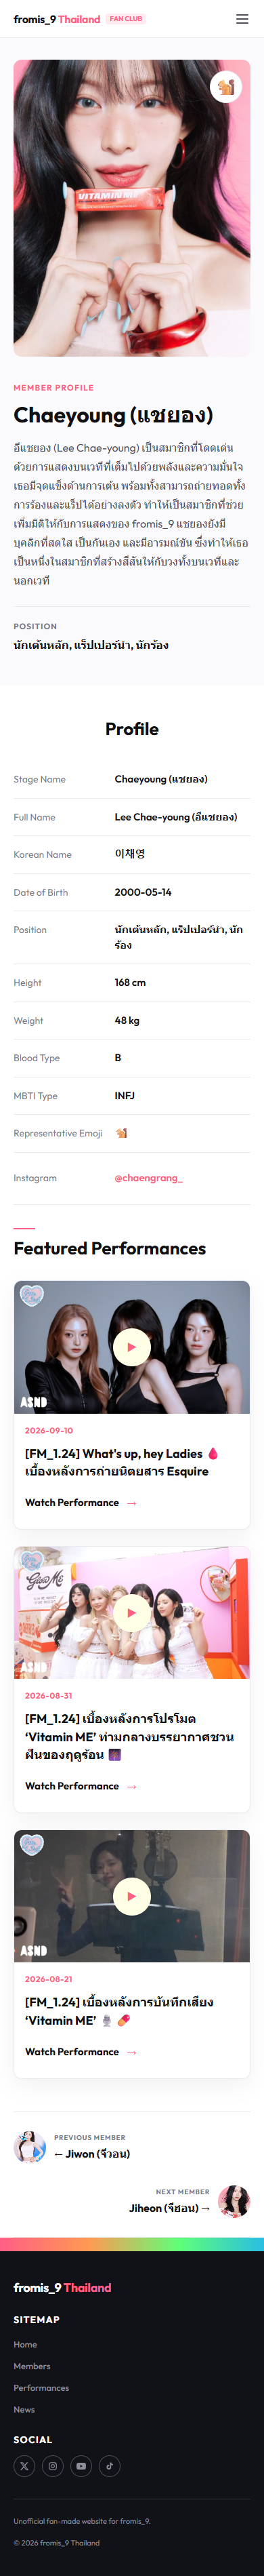 fromis_9 Thailand FAN CLUB
VITAMIN ME
MEMBER PROFILE
Chaeyoung (แชยอง)
อีแชยอง (Lee Chae-young) เป็นสมาชิกที่โดดเด่น
ด้วยการแสดงบนเวทีที่เต็มไปด้วยพลังและความมั่นใจ
เธอมีจุดแข็งด้านการเต้น พร้อมทั้งสามารถถ่ายทอดทั้ง
การร้องและแร็ปได้อย่างลงตัว ทำให้เป็นสมาชิกที่ช่วย
เพิ่มมิติให้กับการแสดงของ fromis_9 แชยองยังมี
บุคลิกที่สดใส เป็นกันเอง และมีอารมณ์ขัน ซึ่งทำให้เธอ
เป็นหนึ่งในสมาชิกที่สร้างสีสันให้กับวงทั้งบนเวทีและ
นอกเวที
POSITION
นักเต้นหลัก, แร็ปเปอร์นำ, นักร้อง
Profile
Stage Name Chaeyoung (แชยอง)
Full Name Lee Chae-young (อีแชยอง)
Korean Name 이채영
Date of Birth 2000-05-14
Position นักเต้นหลัก, แร็ปเปอร์นำ, นัก
ร้อง
Height 168 cm
Weight 48 kg
Blood Type B
MBTI Type INFJ
Representative Emoji 🐿️
Instagram @chaengrang_
Featured Performances
ASND
2026-09-10
[FM_1.24] What's up, hey Ladies 🩸
เบื้องหลังการถ่ายนิตยสาร Esquire
Watch Performance →
Glow Me
ASND
2026-08-31
[FM_1.24] เบื้องหลังการโปรโมต
‘Vitamin ME’ ท่ามกลางบรรยากาศชวน
ฝันของฤดูร้อน 🎆
Watch Performance →
ASND
2026-08-21
[FM_1.24] เบื้องหลังการบันทึกเสียง
‘Vitamin ME’ 🎙️ 💊
Watch Performance →
PREVIOUS MEMBER
← Jiwon (จีวอน)
NEXT MEMBER
Jiheon (จีฮอน) →
fromis_9 Thailand
SITEMAP
Home
Members
Performances
News
SOCIAL
Unofficial fan-made website for fromis_9.
© 2026 fromis_9 Thailand